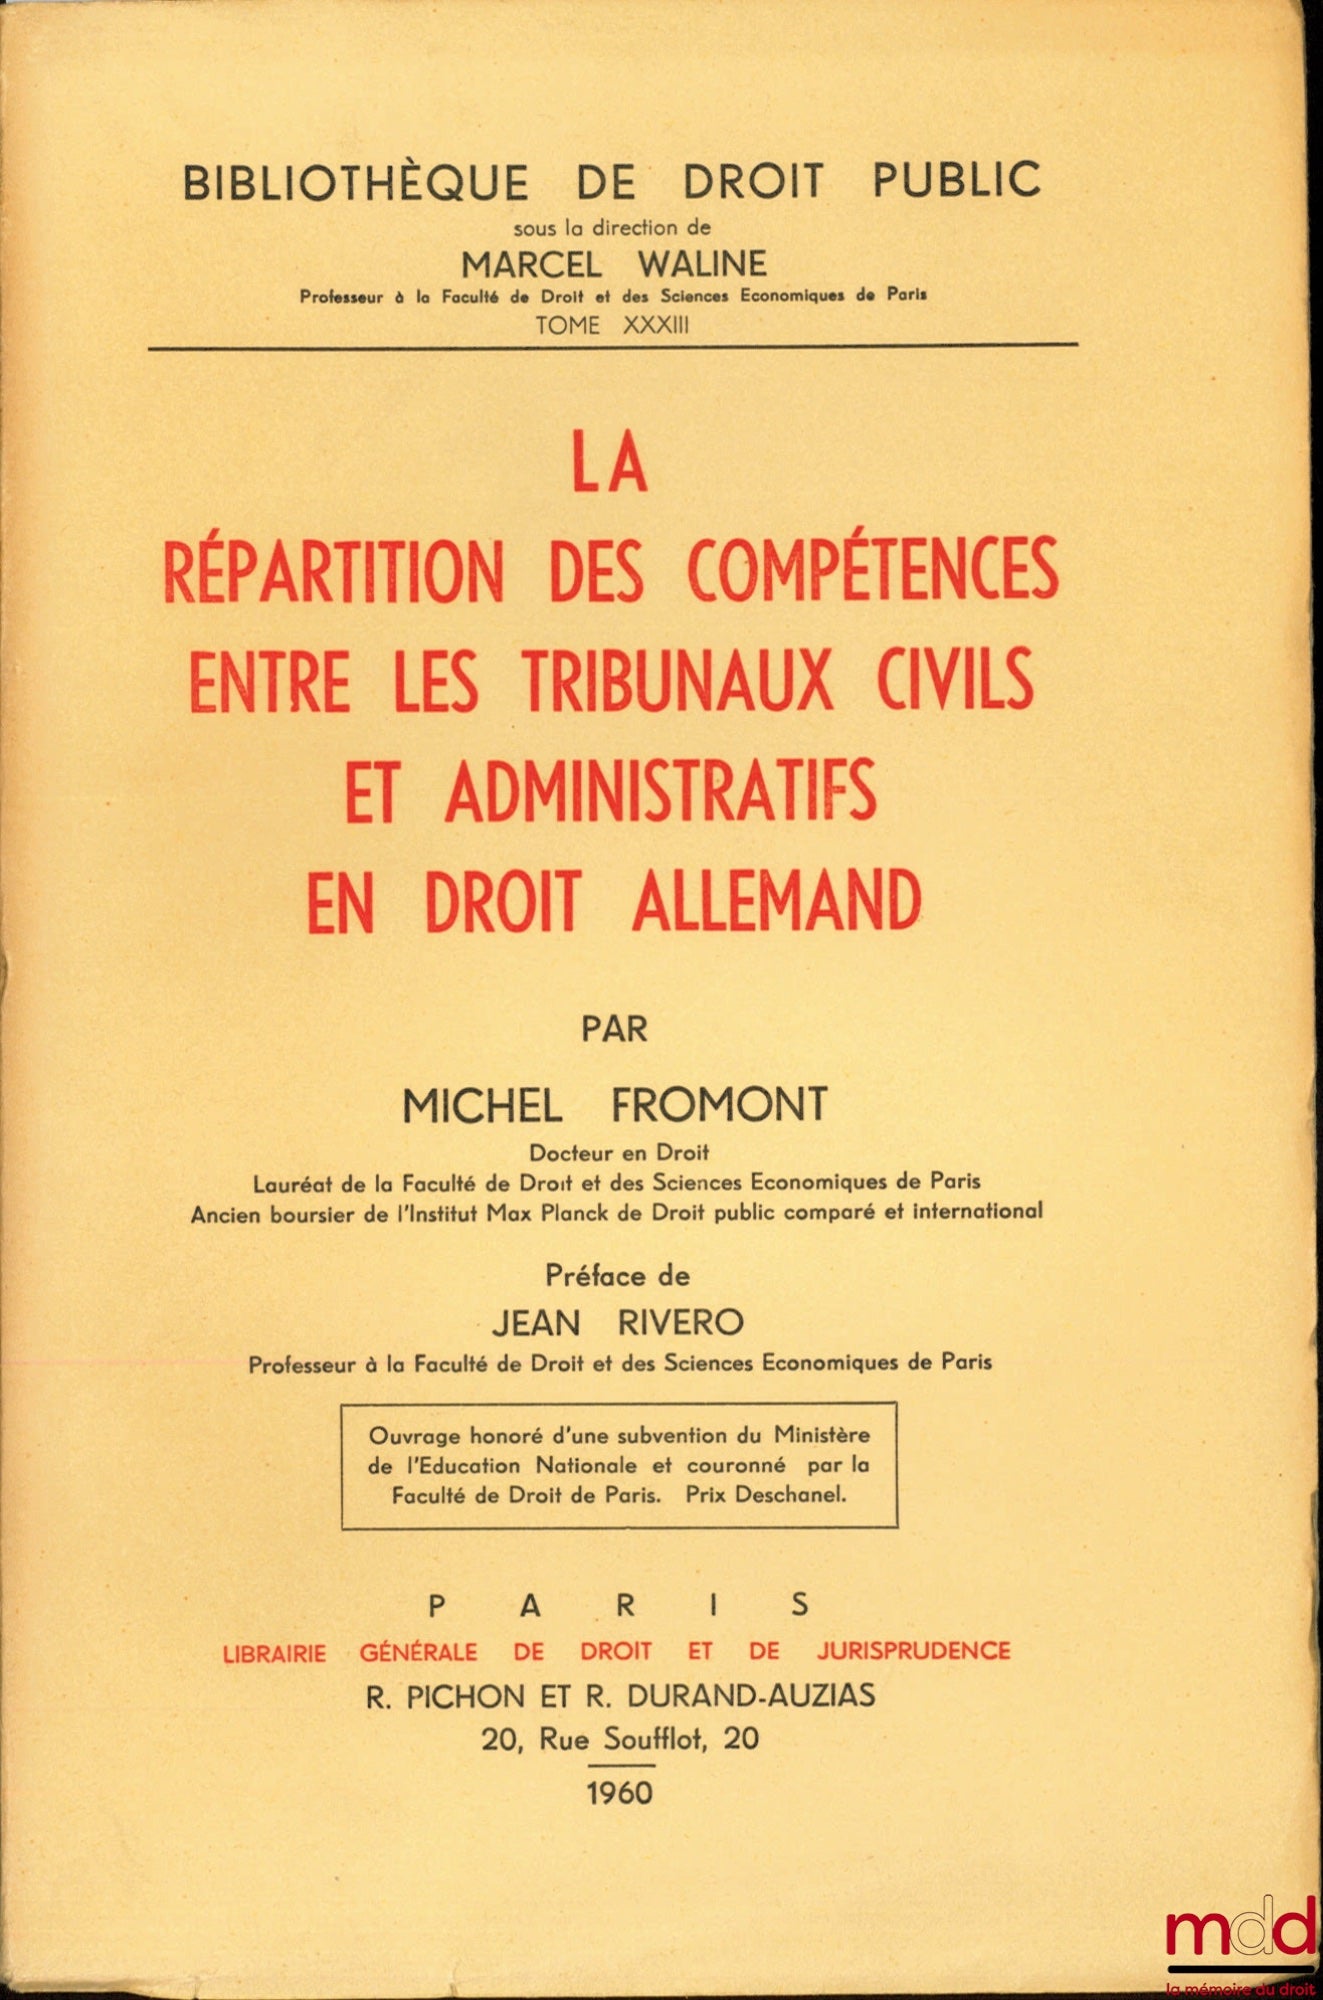 BIBLIOTHÈQUE DE DROIT PUBLIC
sous la direction de
MARCEL WALINE
Professeur à la Faculté de Droit et des Sciences Economiques de Paris
TOME XXXIII
LA
RÉPARTITION DES COMPÉTENCES
ENTRE LES TRIBUNAUX CIVILS
ET ADMINISTRATIFS
EN DROIT ALLEMAND
PAR
MICHEL FROMONT
Docteur en Droit
Lauréat de la Faculté de Droit et des Sciences Economiques de Paris
Ancien boursier de l'Institut Max Planck de Droit public comparé et international
Préface de
JEAN RIVERO
Professeur à la Faculté de Droit et des Sciences Economiques de Paris
Ouvrage honoré d'une subvention du Ministère
de l'Education Nationale et couronné par la
Faculté de Droit de Paris. Prix Deschanel.
PARIS
LIBRAIRIE GÉNÉRALE DE DROIT ET DE JURISPRUDENCE
R. PICHON ET R. DURAND-AUZIAS
20, Rue Soufflot, 20
1960
mdd
la mémoire du droit